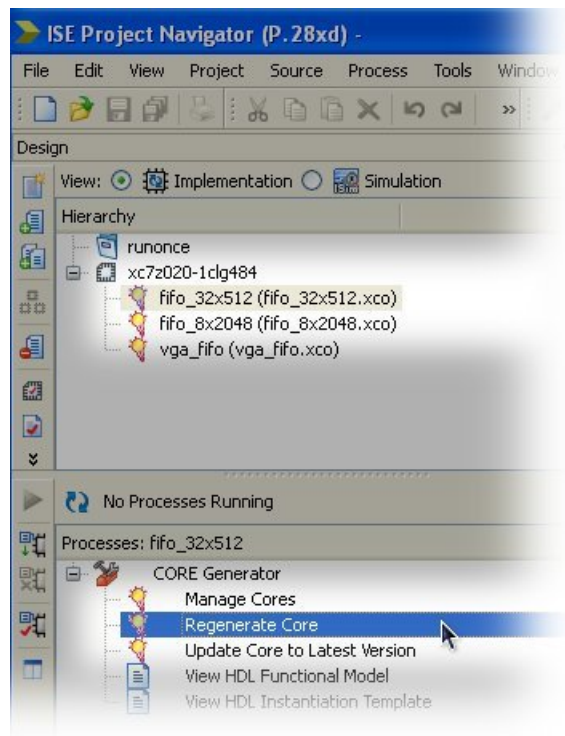 ISE Project Navigator (P.28xd) -
File Edit View Project Source Process Tools Window
»
Design
View: Implementation Simulation
Hierarchy
runonce
xc7z020-1clg484
fifo_32x512 (fifo_32x512.xco)
fifo_8x2048 (fifo_8x2048.xco)
vga_fifo (vga_fifo.xco)
No Processes Running
Processes: fifo_32x512
CORE Generator
Manage Cores
Regenerate Core
Update Core to Latest Version
View HDL Functional Model
View HDL Instantiation Template